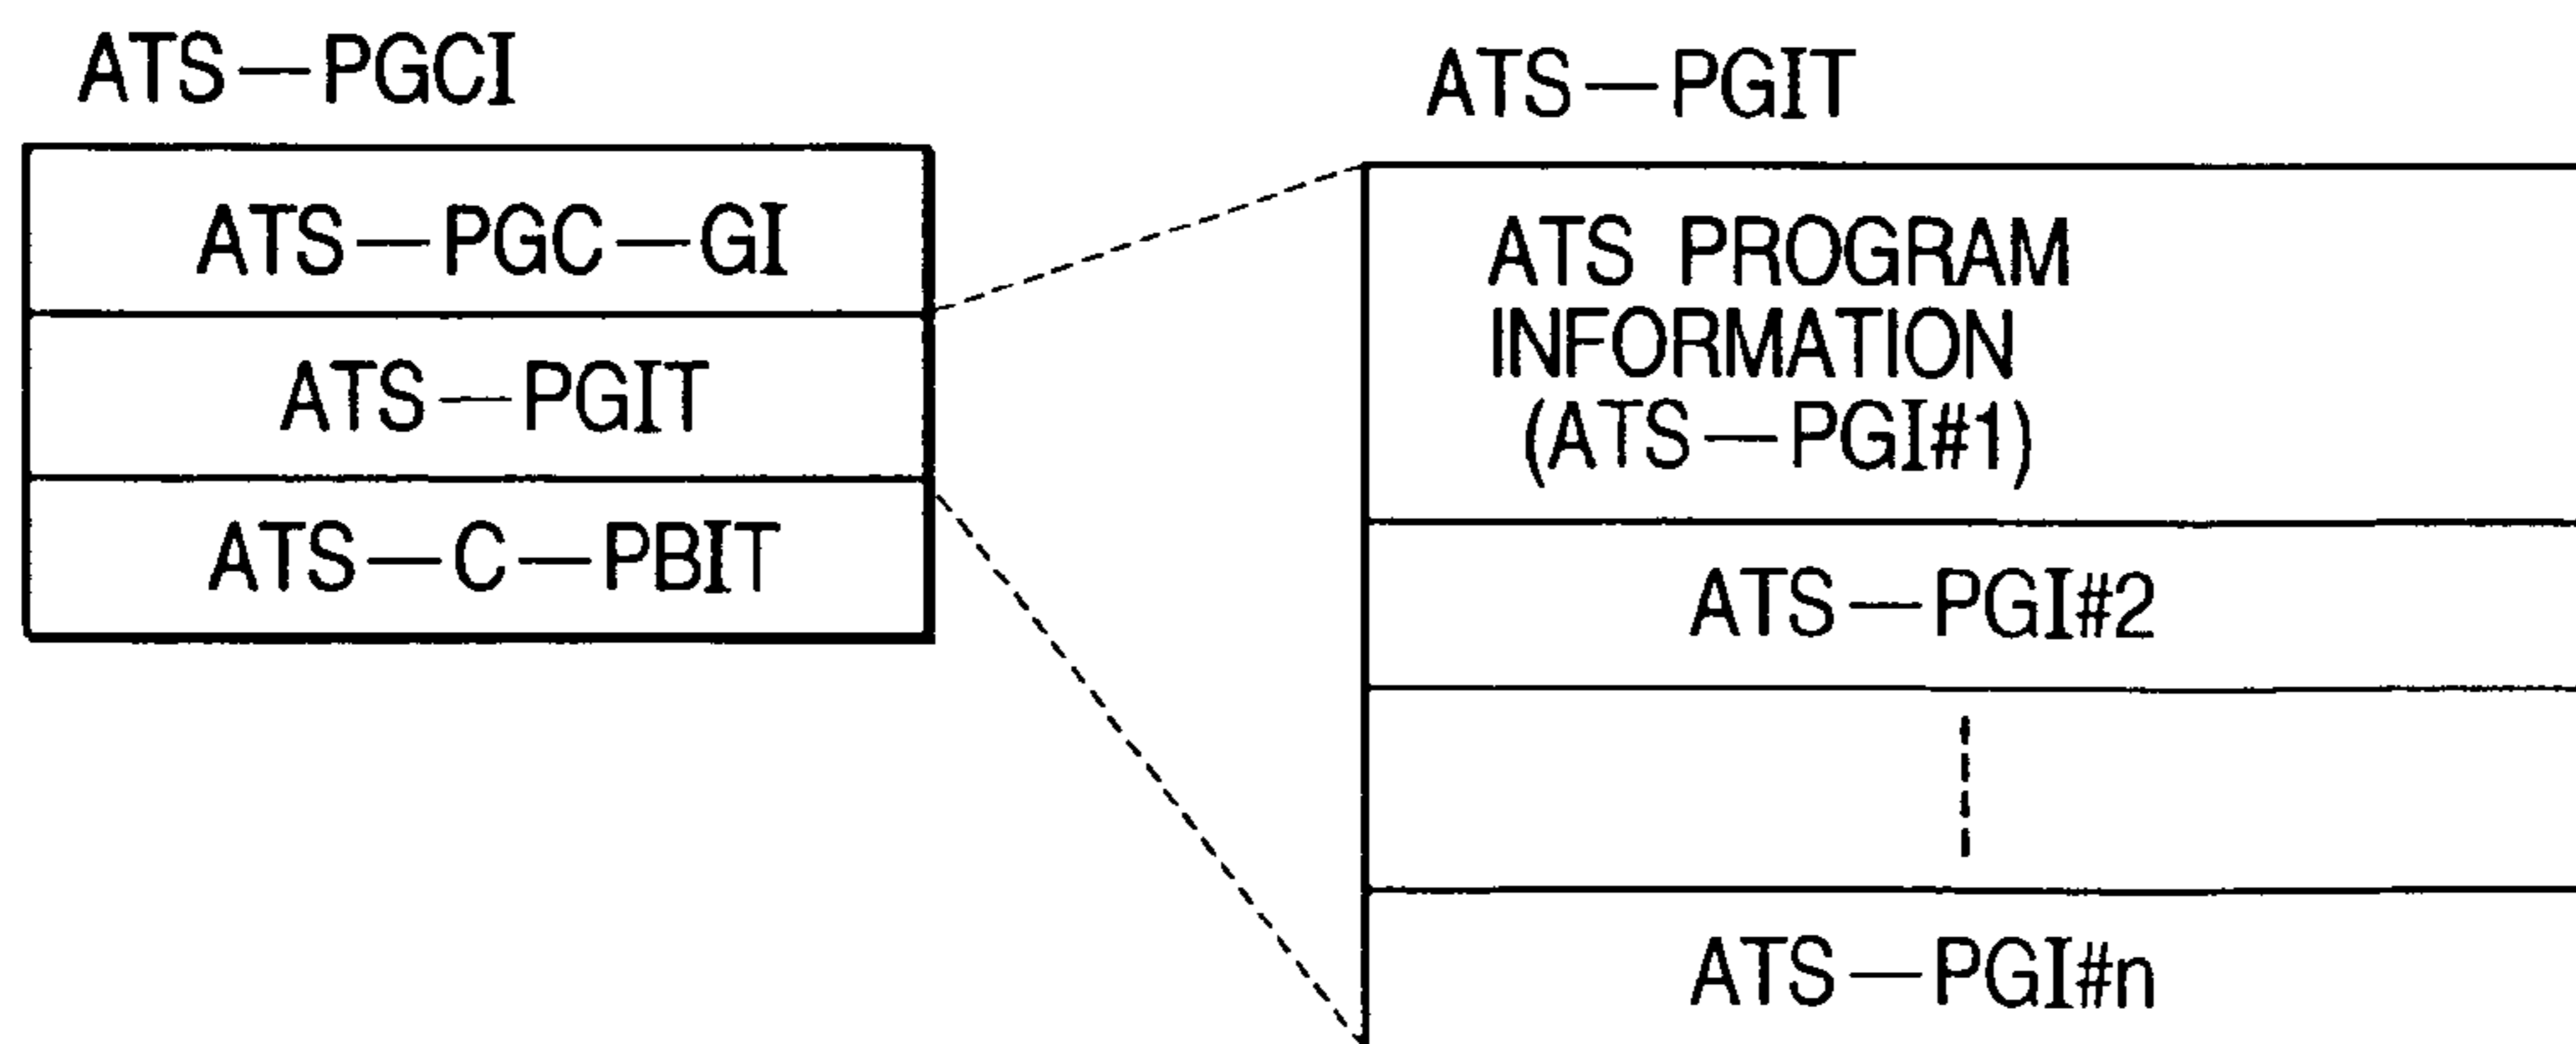 ATS—PGCI
ATS—PGC—GI
ATS—PGIT
ATS—C—PBIT
ATS—PGIT
ATS PROGRAM
INFORMATION
(ATS—PGI#1)
ATS—PGI#2
ATS—PGI#n